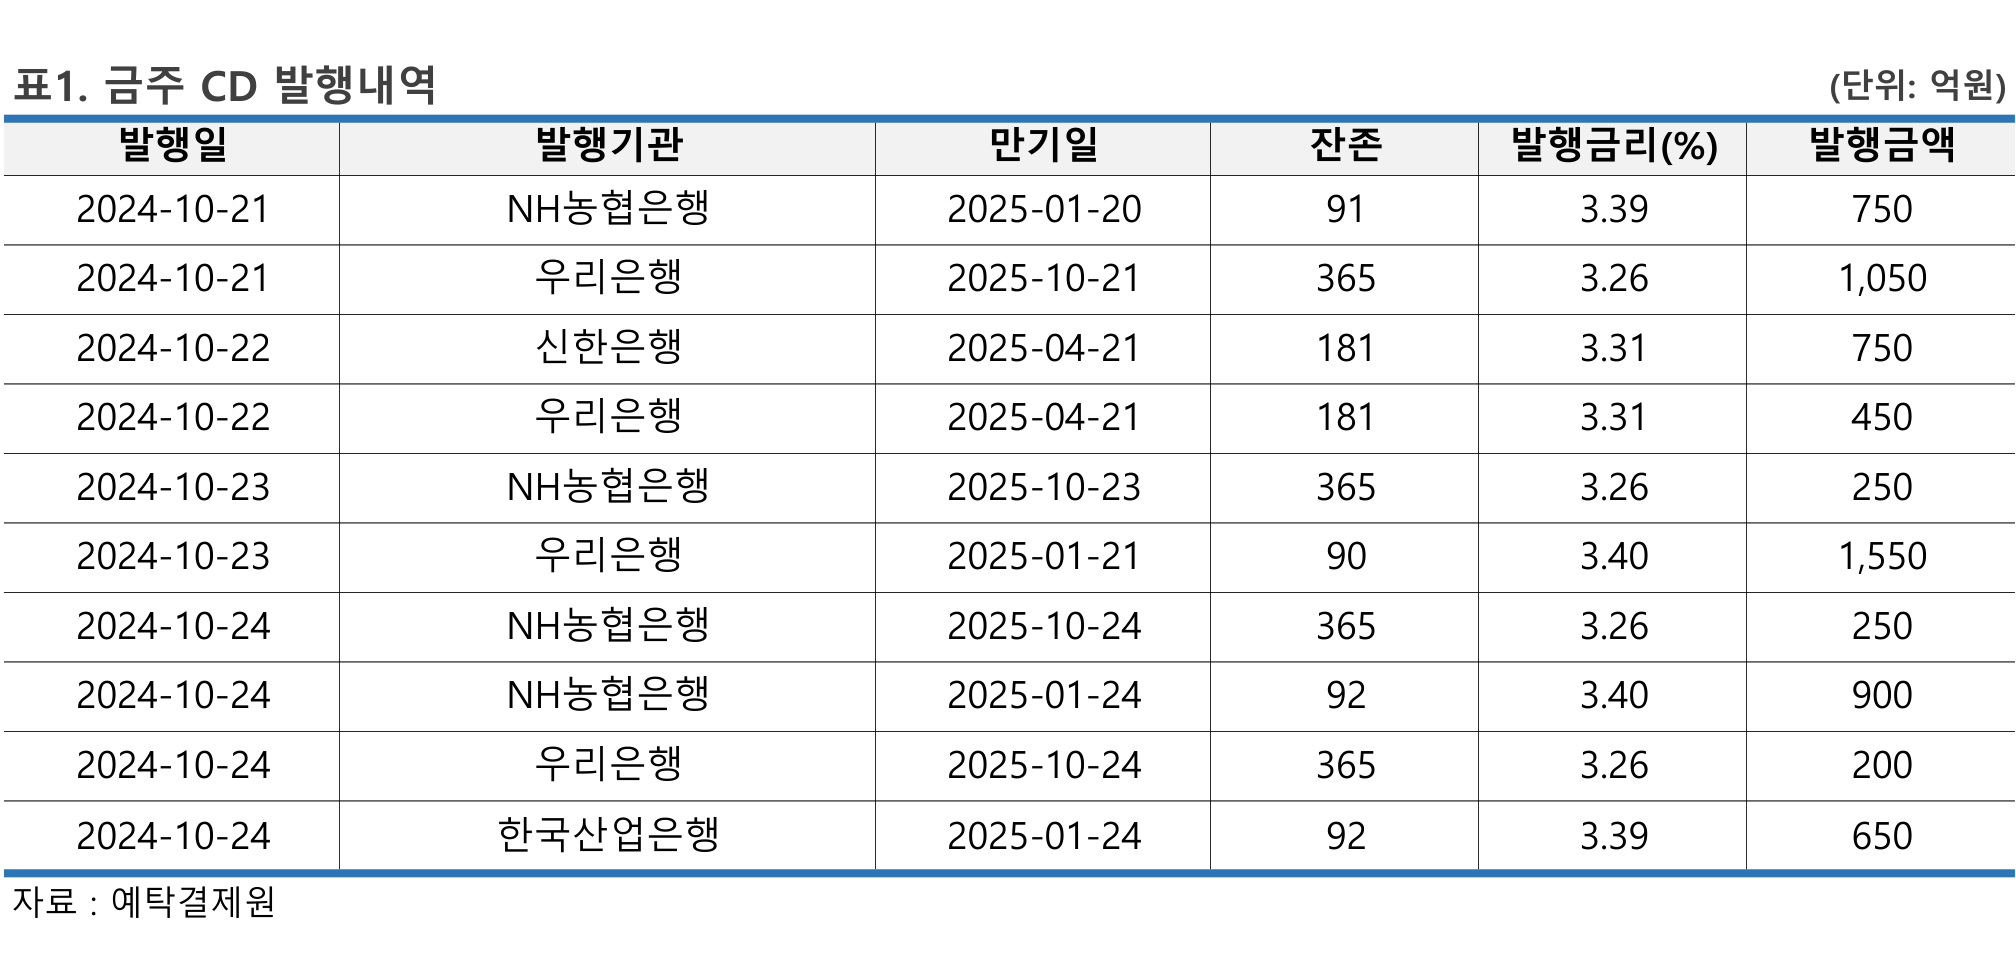 표1. 금주 CD 발행내역 (단위: 억원)
발행일 발행기관 만기일 잔존 발행금리(%) 발행금액
2024-10-21 NH농협은행 2025-01-20 91 3.39 750
2024-10-21 우리은행 2025-10-21 365 3.26 1,050
2024-10-22 신한은행 2025-04-21 181 3.31 750
2024-10-22 우리은행 2025-04-21 181 3.31 450
2024-10-23 NH농협은행 2025-10-23 365 3.26 250
2024-10-23 우리은행 2025-01-21 90 3.40 1,550
2024-10-24 NH농협은행 2025-10-24 365 3.26 250
2024-10-24 NH농협은행 2025-01-24 92 3.40 900
2024-10-24 우리은행 2025-10-24 365 3.26 200
2024-10-24 한국산업은행 2025-01-24 92 3.39 650
자료 : 예탁결제원